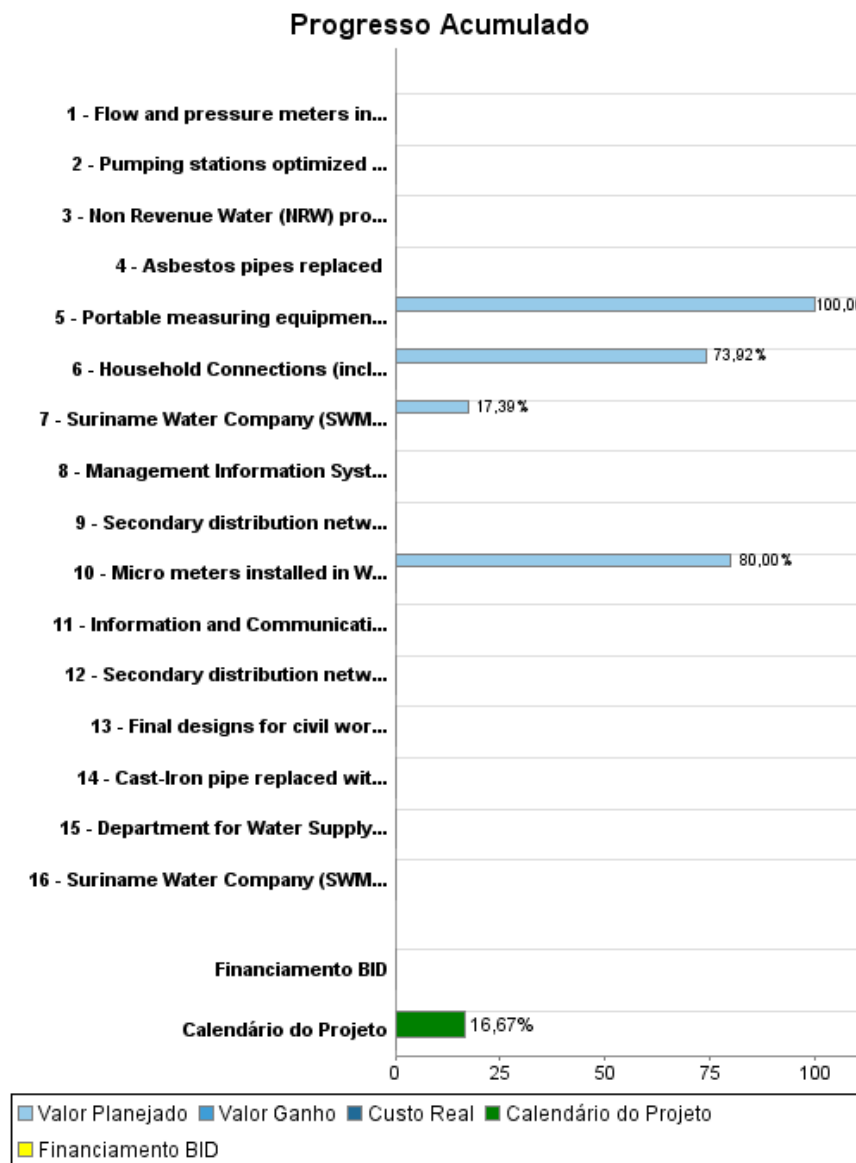 Progresso Acumulado
1 - Flow and pressure meters in...
2 - Pumping stations optimized ...
3 - Non Revenue Water (NRW) pro...
4 - Asbestos pipes replaced
100,0
5 - Portable measuring equipmen...
73,92%
6 - Household Connections (incl...
17,39%
7 - Suriname Water Company (SWM...
8 - Management Information Syst...
9 - Secondary distribution netw...
80,00%
10 - Micro meters installed in W...
11 - Information and Communicati...
12 - Secondary distribution netw...
13 - Final designs for civil wor...
14 - Cast-Iron pipe replaced wit...
15 - Department for Water Supply...
16 - Suriname Water Company (SWM...
Financiamento BID
Calendário do Projeto 16,67%
0 25 50 75 100
Valor Planejado Valor Ganho Custo Real Calendário do Projeto
Financiamento BID